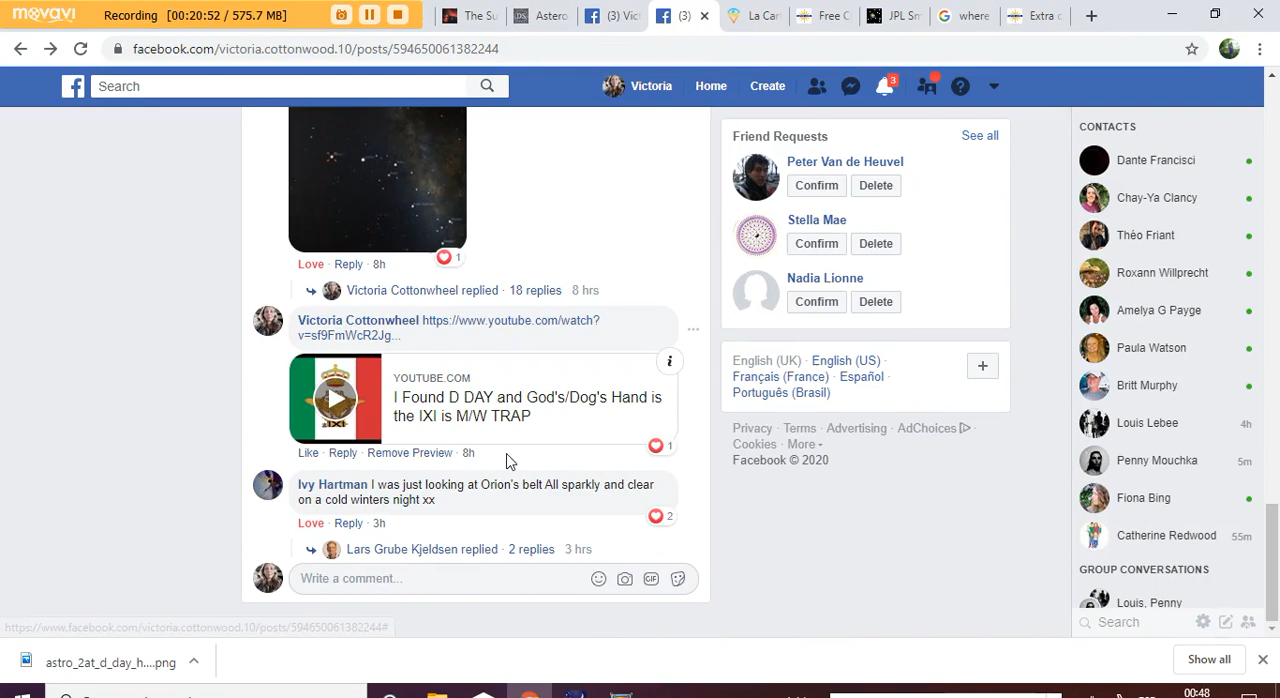 movavi
Recording [00:20:52 / 575.7 MB]
The Su
Astero
(3) Vic
(3)
La Car
Free C
JPL Sm
where
Extra c
facebook.com/victoria.cottonwood.10/posts/594650061382244
Search
Victoria
Home
Create
3
Love · Reply · 8h
1
Victoria Cottonwheel replied · 18 replies 8 hrs
Victoria Cottonwheel https://www.youtube.com/watch?
v=sf9FmWcR2Jg...
IXI
YOUTUBE.COM
I Found D DAY and God's/Dog's Hand is
the IXI is M/W TRAP
1
Like · Reply · Remove Preview · 8h
Ivy Hartman I was just looking at Orion's belt All sparkly and clear
on a cold winters night xx
2
Love · Reply · 3h
Lars Grube Kjeldsen replied · 2 replies 3 hrs
Write a comment...
GIF
Friend Requests
See all
Peter Van de Heuvel
Confirm
Delete
Stella Mae
Confirm
Delete
Nadia Lionne
Confirm
Delete
English (UK) · English (US) ·
Français (France) · Español ·
Português (Brasil)
Privacy · Terms · Advertising · AdChoices ·
Cookies · More
Facebook © 2020
CONTACTS
Dante Francisci
Chay-Ya Clancy
Théo Friant
Roxann Willprecht
Amelya G Payge
Paula Watson
Britt Murphy
Louis Lebee 4h
Penny Mouchka 5m
Fiona Bing
Catherine Redwood 55m
GROUP CONVERSATIONS
Louis, Penny
Search
https://www.facebook.com/victoria.cottonwood.10/posts/594650061382244#
astro_2at_d_day_h....png
Show all
00:48